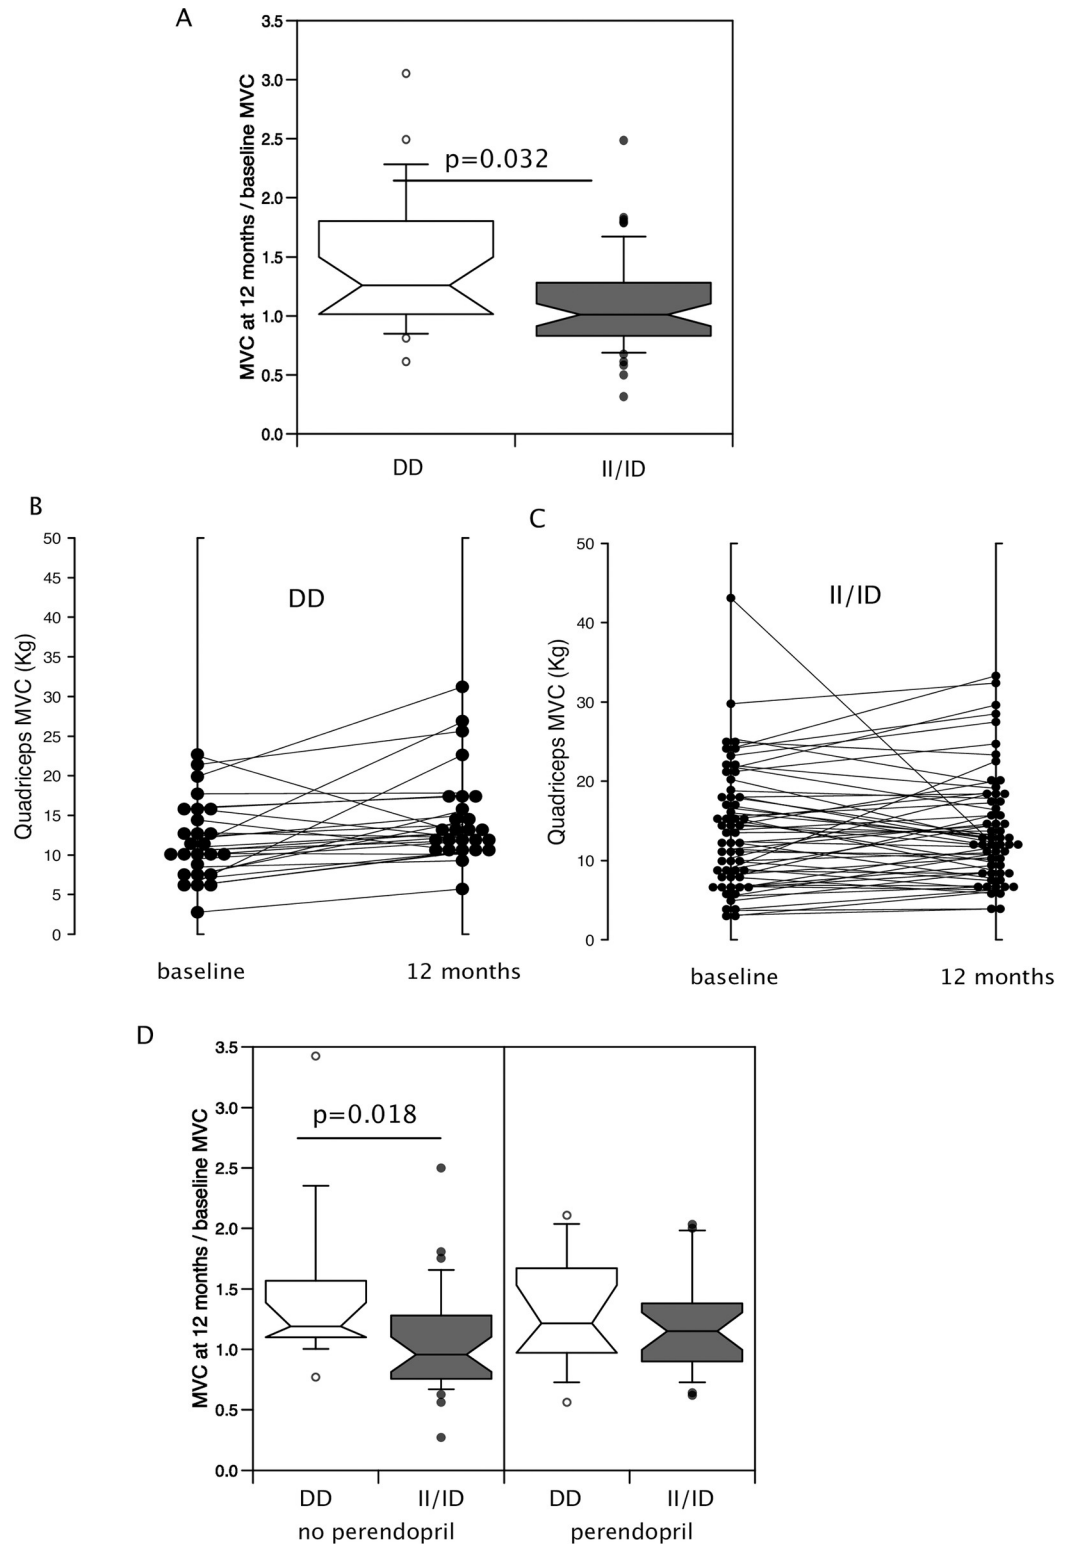 A
MVC at 12 months / baseline MVC
3.5
3.0
2.5
2.0
1.5
1.0
0.5
0.0
p=0.032
DD II/ID
B
Quadriceps MVC (Kg)
50
45
40
35
30
25
20
15
10
5
0
DD
baseline 12 months
C
Quadriceps MVC (Kg)
50
40
30
20
10
0
II/ID
baseline 12 months
D
MVC at 12 months / baseline MVC
3.5
3.0
2.5
2.0
1.5
1.0
0.5
0.0
p=0.018
DD II/ID DD II/ID
no perendopril perendopril